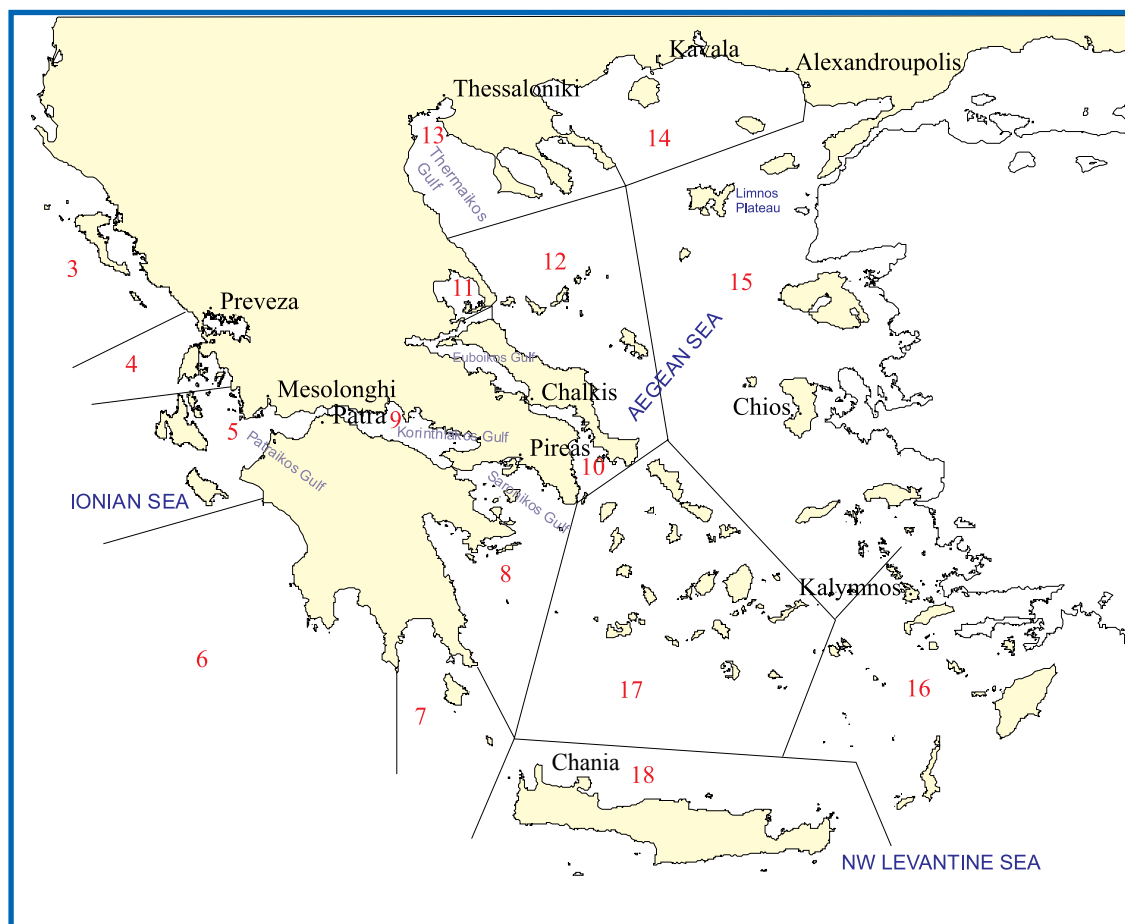 Kavala
Alexandroupolis
Thessaloniki
13
14
Thermaikos
Gulf
Limnos
Plateau
3
12
15
11
Preveza
4
Euboikos Gulf
AEGEAN SEA
Mesolonghi
Chalkis
Chios
Patra
9
5
Korinthiakos Gulf
Patraikos Gulf
Pireas
10
Saronikos Gulf
IONIAN SEA
8
Kalymnos
6
17
16
7
Chania
18
NW LEVANTINE SEA